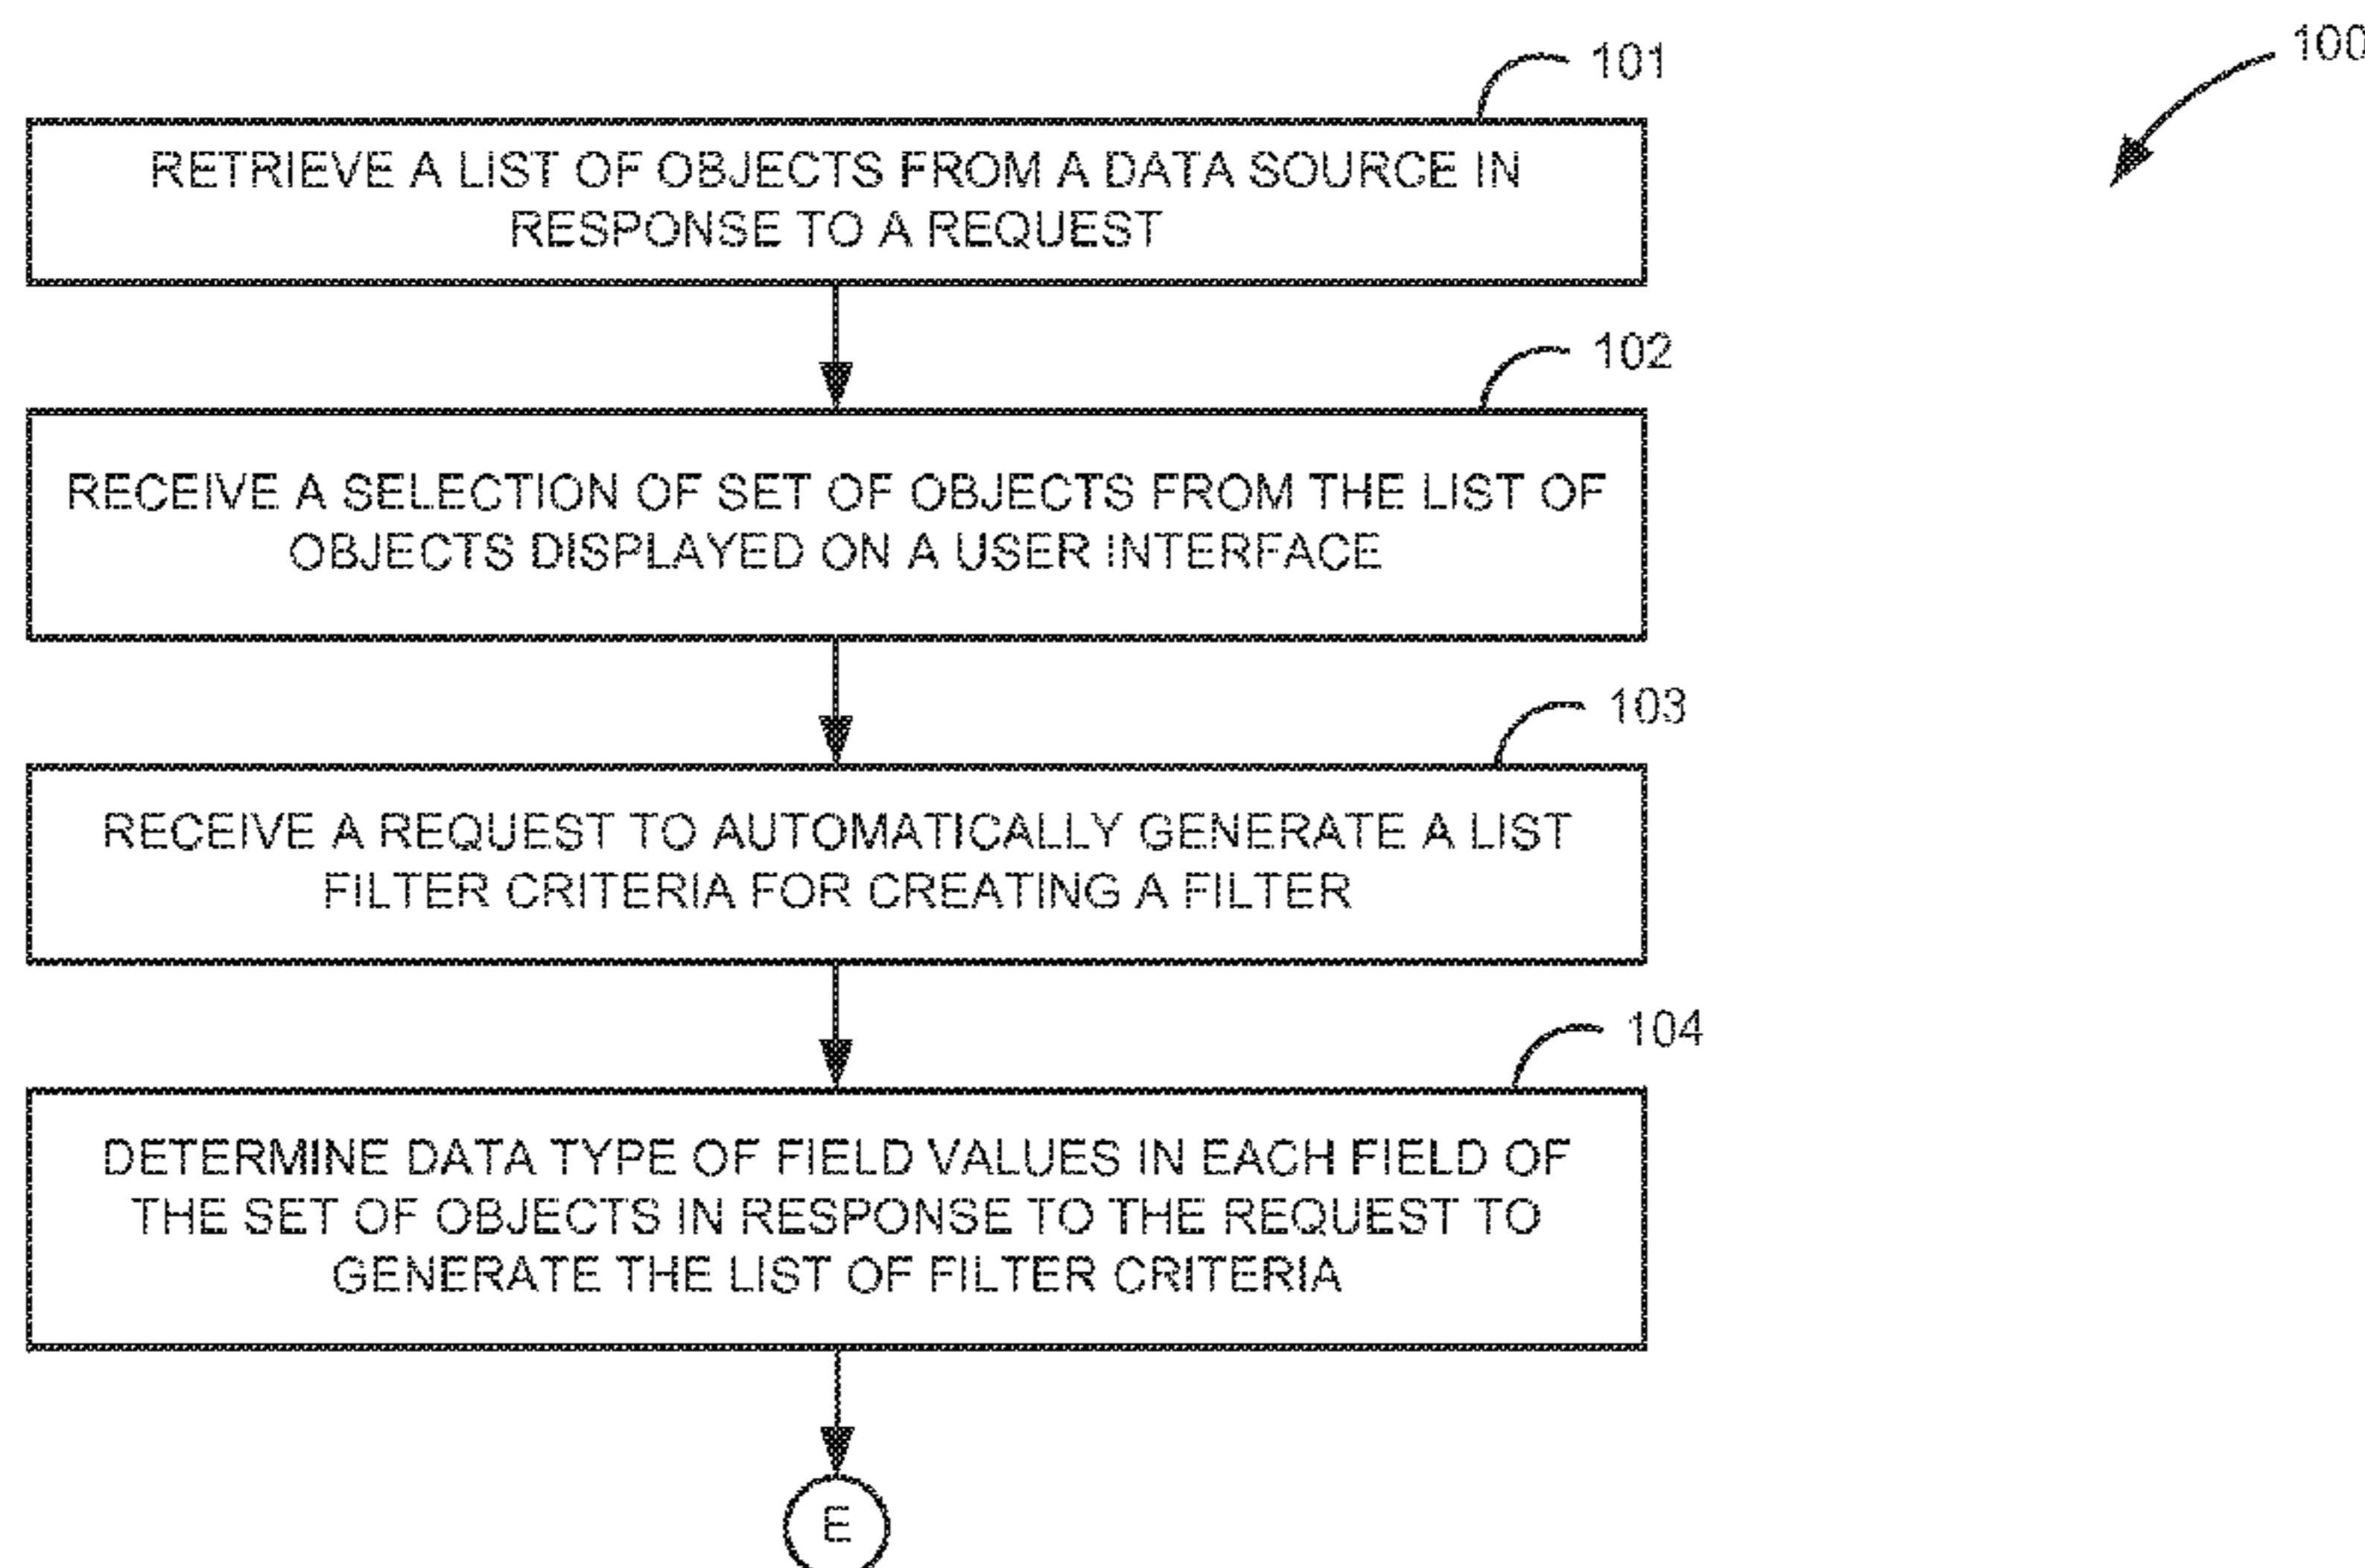 100
101
RETRIEVE A LIST OF OBJECTS FROM A DATA SOURCE IN
RESPONSE TO A REQUEST
102
RECEIVE A SELECTION OF SET OF OBJECTS FROM THE LIST OF
OBJECTS DISPLAYED ON A USER INTERFACE
103
RECEIVE A REQUEST TO AUTOMATICALLY GENERATE A LIST
FILTER CRITERIA FOR CREATING A FILTER
104
DETERMINE DATA TYPE OF FIELD VALUES IN EACH FIELD OF
THE SET OF OBJECTS IN RESPONSE TO THE REQUEST TO
GENERATE THE LIST OF FILTER CRITERIA
E